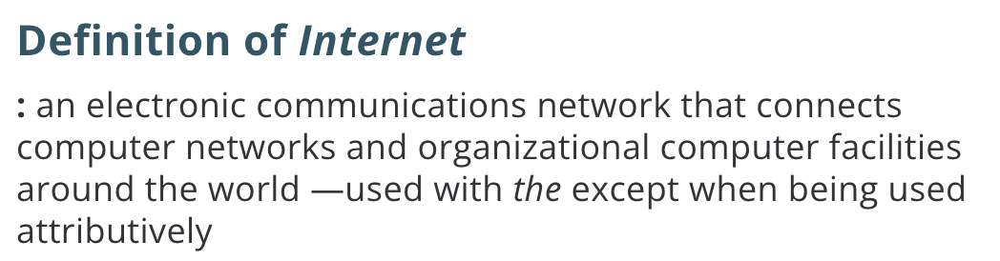 Definition of Internet
: an electronic communications network that connects
computer networks and organizational computer facilities
around the world —used with the except when being used
attributively